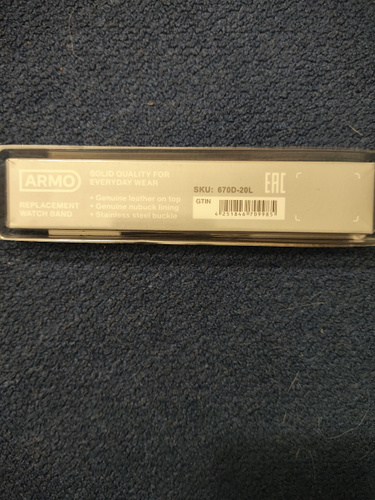 ARMO
REPLACEMENT
WATCH BAND
SOLID QUALITY FOR
EVERYDAY WEAR
• Genuine leather on top
• Genuine nubuck lining
• Stainless steel buckle
SKU: 670D-20L
GTIN
4251844709985
EAC